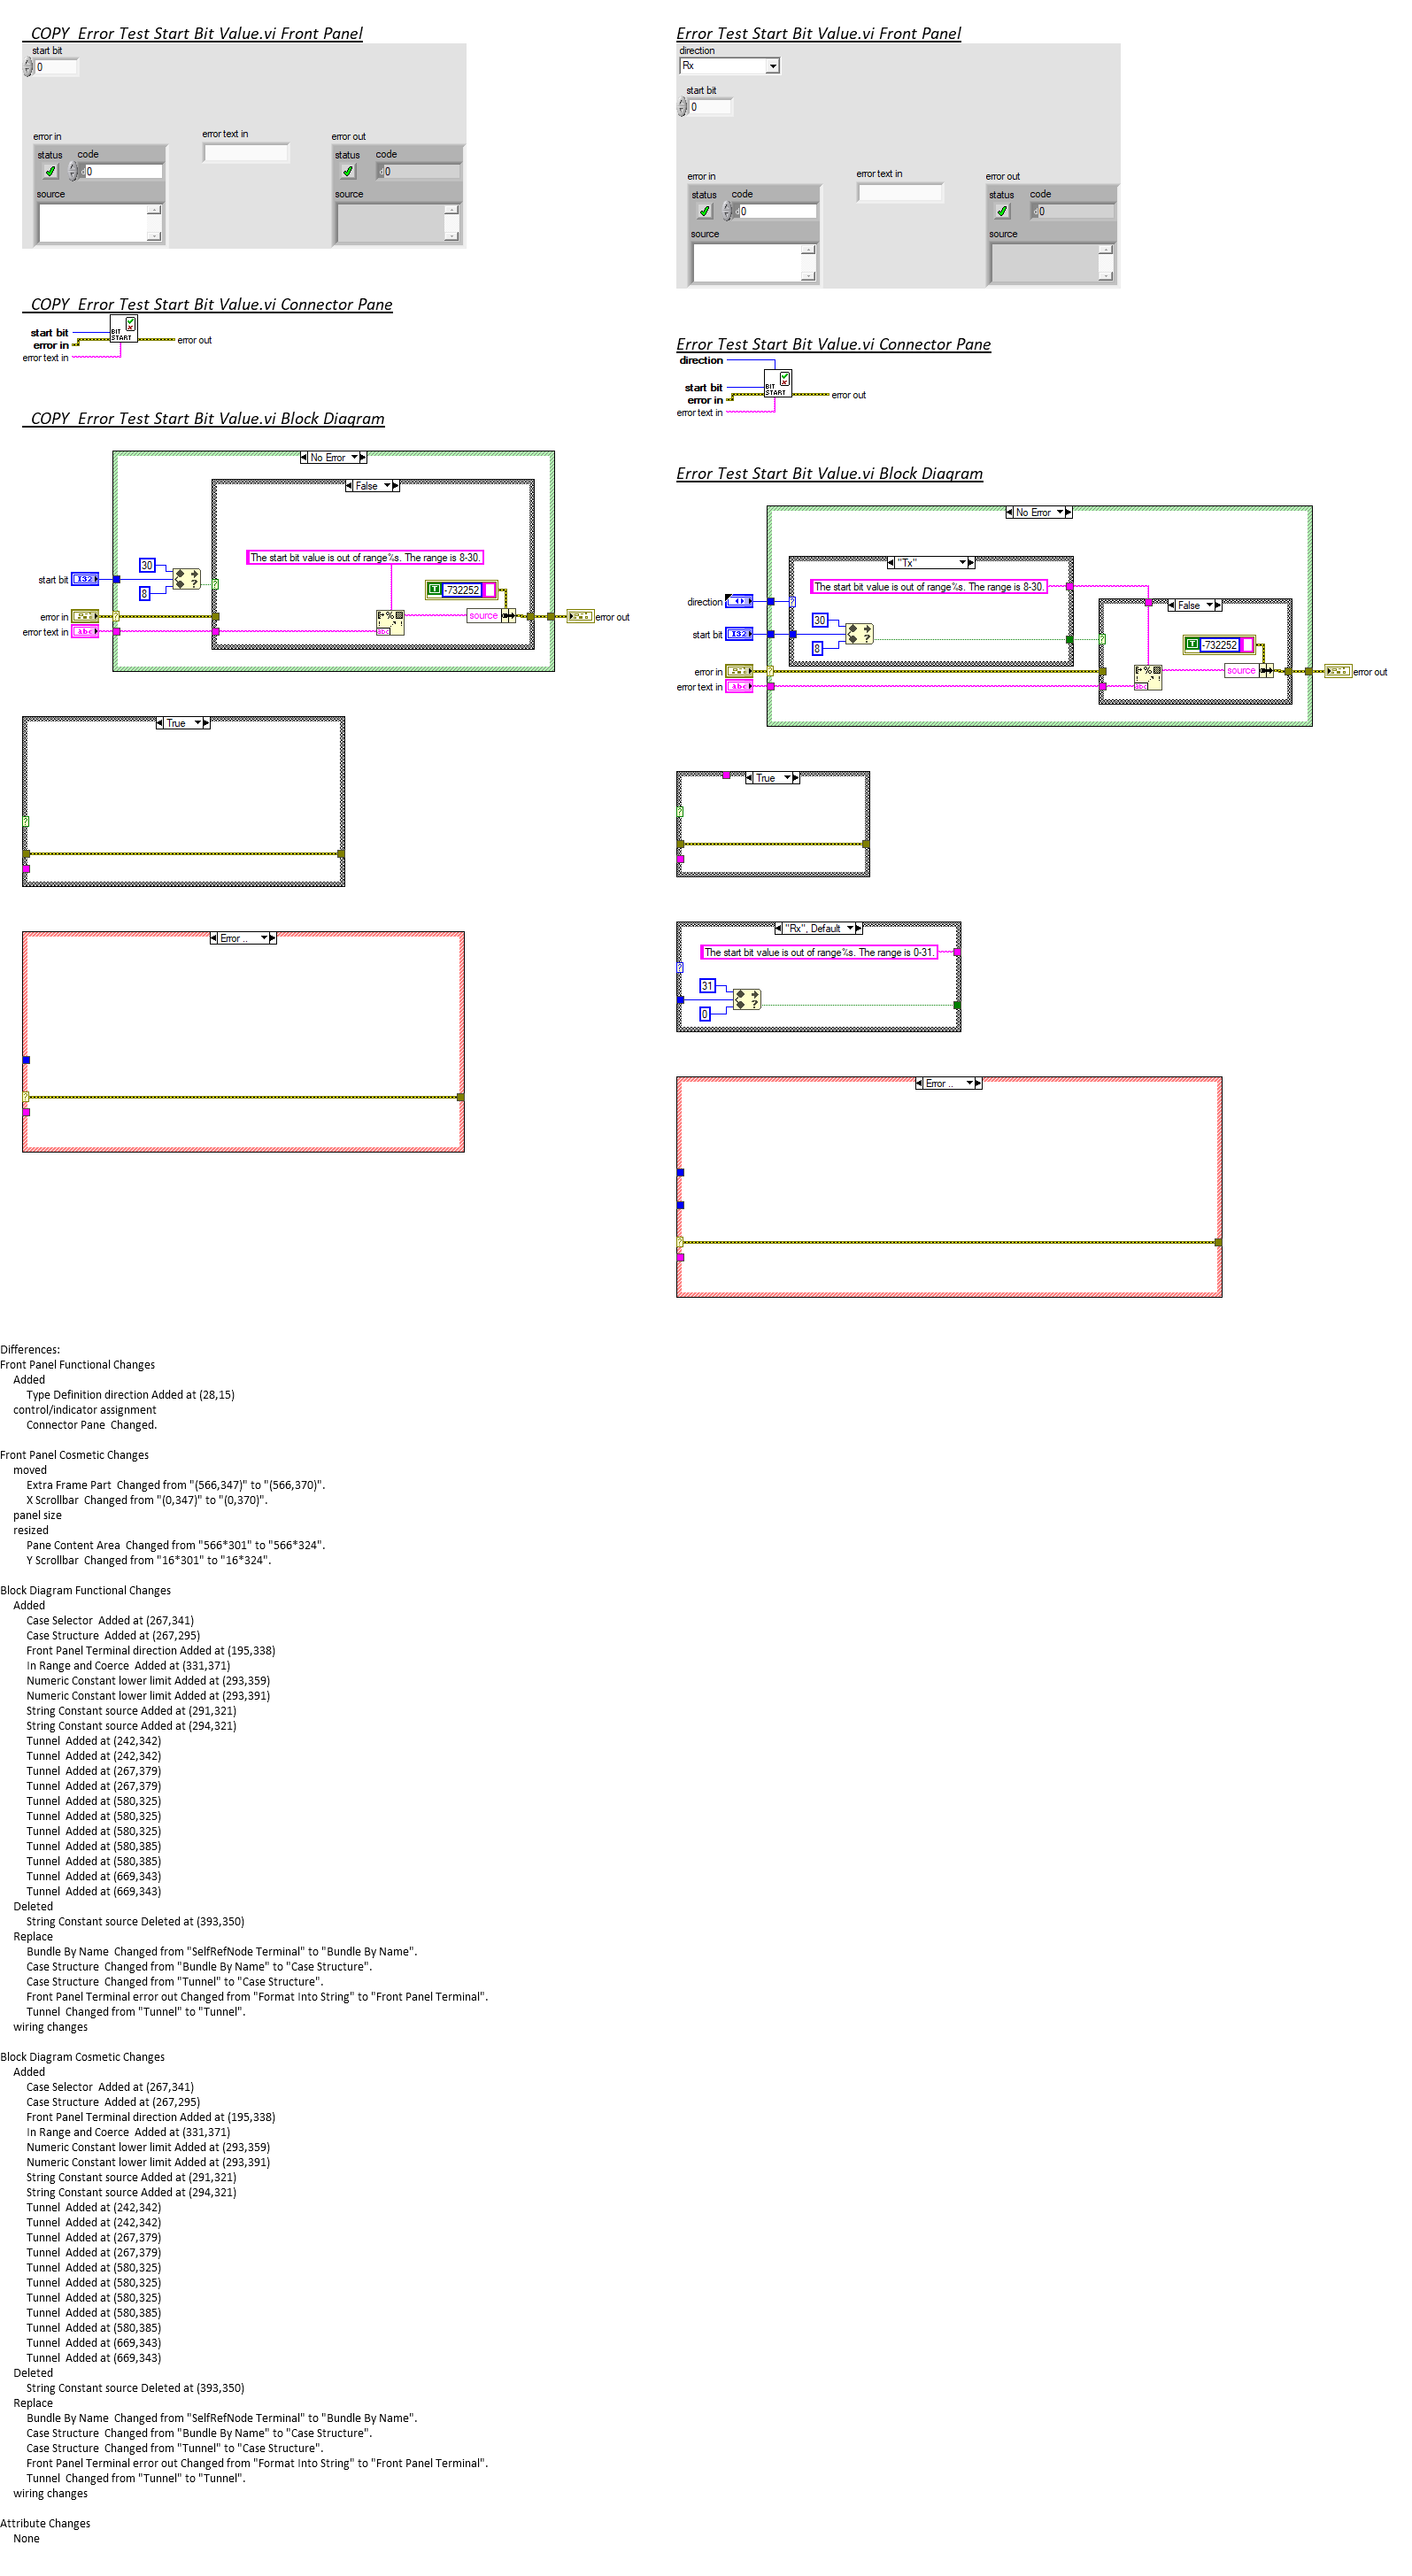 COPY  Error Test Start Bit Value.vi Front Panel
start bit
0
error in
status
code
0
source
error text in
error out
status
code
0
source
COPY  Error Test Start Bit Value.vi Connector Pane
start bit
error in
error text in
BIT
START
error out
COPY  Error Test Start Bit Value.vi Block Diagram
No Error
False
The start bit value is out of range%s. The range is 8-30.
30
8
start bit
I32
error in
error text in
abc
T
-732252
source
error out
True
Error ..
Error Test Start Bit Value.vi Front Panel
direction
Rx
start bit
0
error in
status
code
0
source
error text in
error out
status
code
0
source
Error Test Start Bit Value.vi Connector Pane
direction
start bit
error in
error text in
BIT
START
error out
Error Test Start Bit Value.vi Block Diagram
No Error
"Tx"
The start bit value is out of range%s. The range is 8-30.
direction
30
8
start bit
I32
error in
error text in
abc
False
T
-732252
source
error out
True
"Rx", Default
The start bit value is out of range%s. The range is 0-31.
31
0
Error ..
Differences:
Front Panel Functional Changes
Added
Type Definition direction Added at (28,15)
control/indicator assignment
Connector Pane  Changed.
Front Panel Cosmetic Changes
moved
Extra Frame Part  Changed from "(566,347)" to "(566,370)".
X Scrollbar  Changed from "(0,347)" to "(0,370)".
panel size
resized
Pane Content Area  Changed from "566*301" to "566*324".
Y Scrollbar  Changed from "16*301" to "16*324".
Block Diagram Functional Changes
Added
Case Selector  Added at (267,341)
Case Structure  Added at (267,295)
Front Panel Terminal direction Added at (195,338)
In Range and Coerce  Added at (331,371)
Numeric Constant lower limit Added at (293,359)
Numeric Constant lower limit Added at (293,391)
String Constant source Added at (291,321)
String Constant source Added at (294,321)
Tunnel  Added at (242,342)
Tunnel  Added at (242,342)
Tunnel  Added at (267,379)
Tunnel  Added at (267,379)
Tunnel  Added at (580,325)
Tunnel  Added at (580,325)
Tunnel  Added at (580,325)
Tunnel  Added at (580,385)
Tunnel  Added at (580,385)
Tunnel  Added at (669,343)
Tunnel  Added at (669,343)
Deleted
String Constant source Deleted at (393,350)
Replace
Bundle By Name  Changed from "SelfRefNode Terminal" to "Bundle By Name".
Case Structure  Changed from "Bundle By Name" to "Case Structure".
Case Structure  Changed from "Tunnel" to "Case Structure".
Front Panel Terminal error out Changed from "Format Into String" to "Front Panel Terminal".
Tunnel  Changed from "Tunnel" to "Tunnel".
wiring changes
Block Diagram Cosmetic Changes
Added
Case Selector  Added at (267,341)
Case Structure  Added at (267,295)
Front Panel Terminal direction Added at (195,338)
In Range and Coerce  Added at (331,371)
Numeric Constant lower limit Added at (293,359)
Numeric Constant lower limit Added at (293,391)
String Constant source Added at (291,321)
String Constant source Added at (294,321)
Tunnel  Added at (242,342)
Tunnel  Added at (242,342)
Tunnel  Added at (267,379)
Tunnel  Added at (267,379)
Tunnel  Added at (580,325)
Tunnel  Added at (580,325)
Tunnel  Added at (580,325)
Tunnel  Added at (580,385)
Tunnel  Added at (580,385)
Tunnel  Added at (669,343)
Tunnel  Added at (669,343)
Deleted
String Constant source Deleted at (393,350)
Replace
Bundle By Name  Changed from "SelfRefNode Terminal" to "Bundle By Name".
Case Structure  Changed from "Bundle By Name" to "Case Structure".
Case Structure  Changed from "Tunnel" to "Case Structure".
Front Panel Terminal error out Changed from "Format Into String" to "Front Panel Terminal".
Tunnel  Changed from "Tunnel" to "Tunnel".
wiring changes
Attribute Changes
None